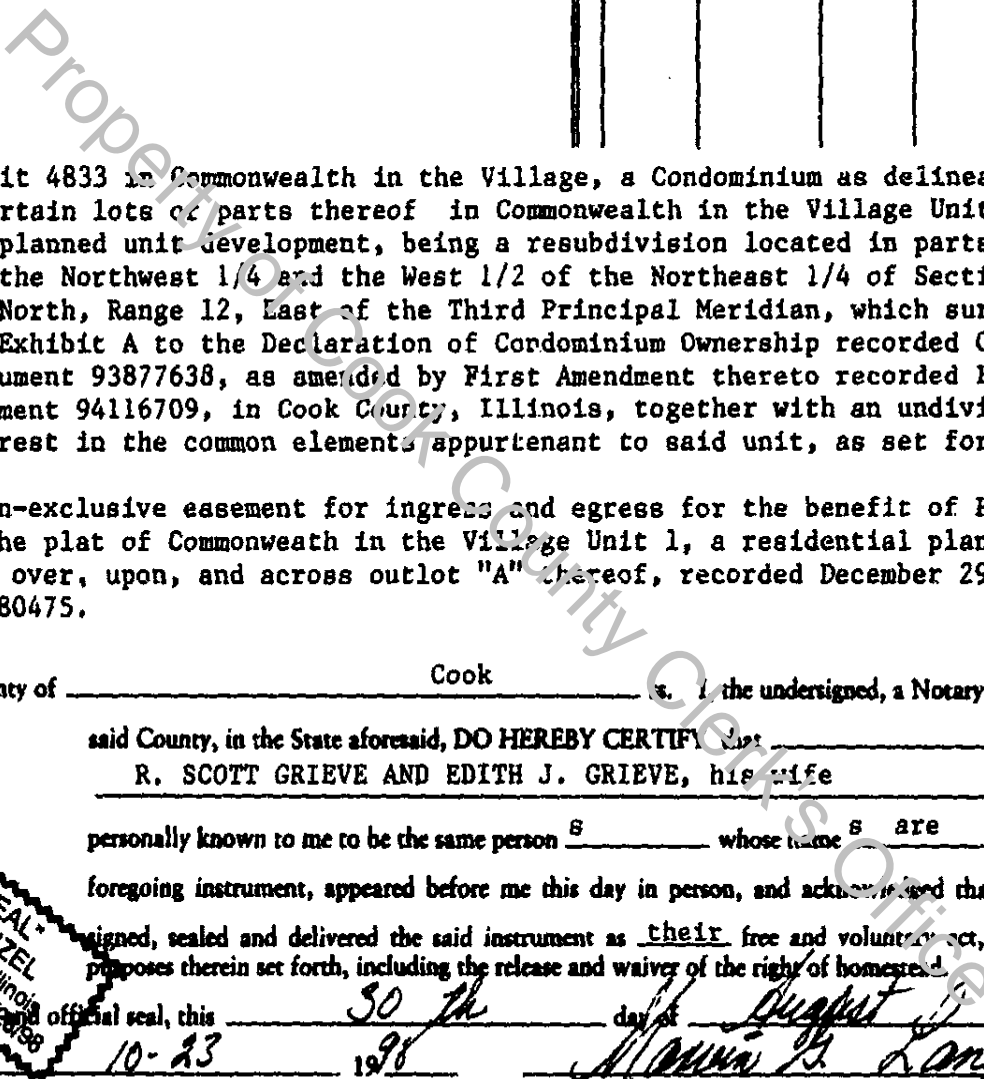 Property of Cook County Clerk's Office
it 4833 in Commonwealth in the Village, a Condominium as delinea
rtain lots or parts thereof in Commonwealth in the Village Unit
planned unit development, being a resubdivision located in parts
the Northwest 1/4 and the West 1/2 of the Northeast 1/4 of Secti
North, Range 12, East of the Third Principal Meridian, which sur
Exhibit A to the Declaration of Condominium Ownership recorded
ument 93877638, as amended by First Amendment thereto recorded
ment 94116709, in Cook County, Illinois, together with an undivi
rest in the common elements appurtenant to said unit, as set for
n-exclusive easement for ingress and egress for the benefit of
he plat of Commonweath in the Village Unit 1, a residential plan
over, upon, and across outlot "A" thereof, recorded December 29
80475.
nty of Cook ss. I, the undersigned, a Notary
said County, in the State aforesaid, DO HEREBY CERTIFY that
R. SCOTT GRIEVE AND EDITH J. GRIEVE, his wife
personally known to me to be the same person s whose name s are
foregoing instrument, appeared before me this day in person, and acknowledged tha
signed, sealed and delivered the said instrument as their free and voluntary act,
purposes therein set forth, including the release and waiver of the right of homestead.
EAL"
ZEL
llinois
/98
and official seal, this 30 th day of August
10-23 1998 Marvin